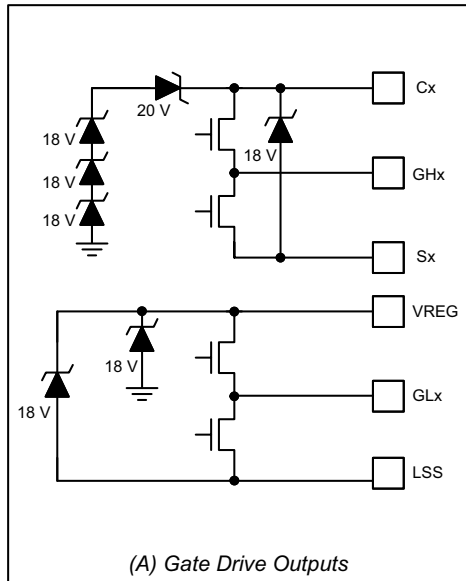 Cx
20 V
18 V
18 V
18 V
GHx
18 V
Sx
VREG
18 V
GLx
18 V
LSS
(A) Gate Drive Outputs